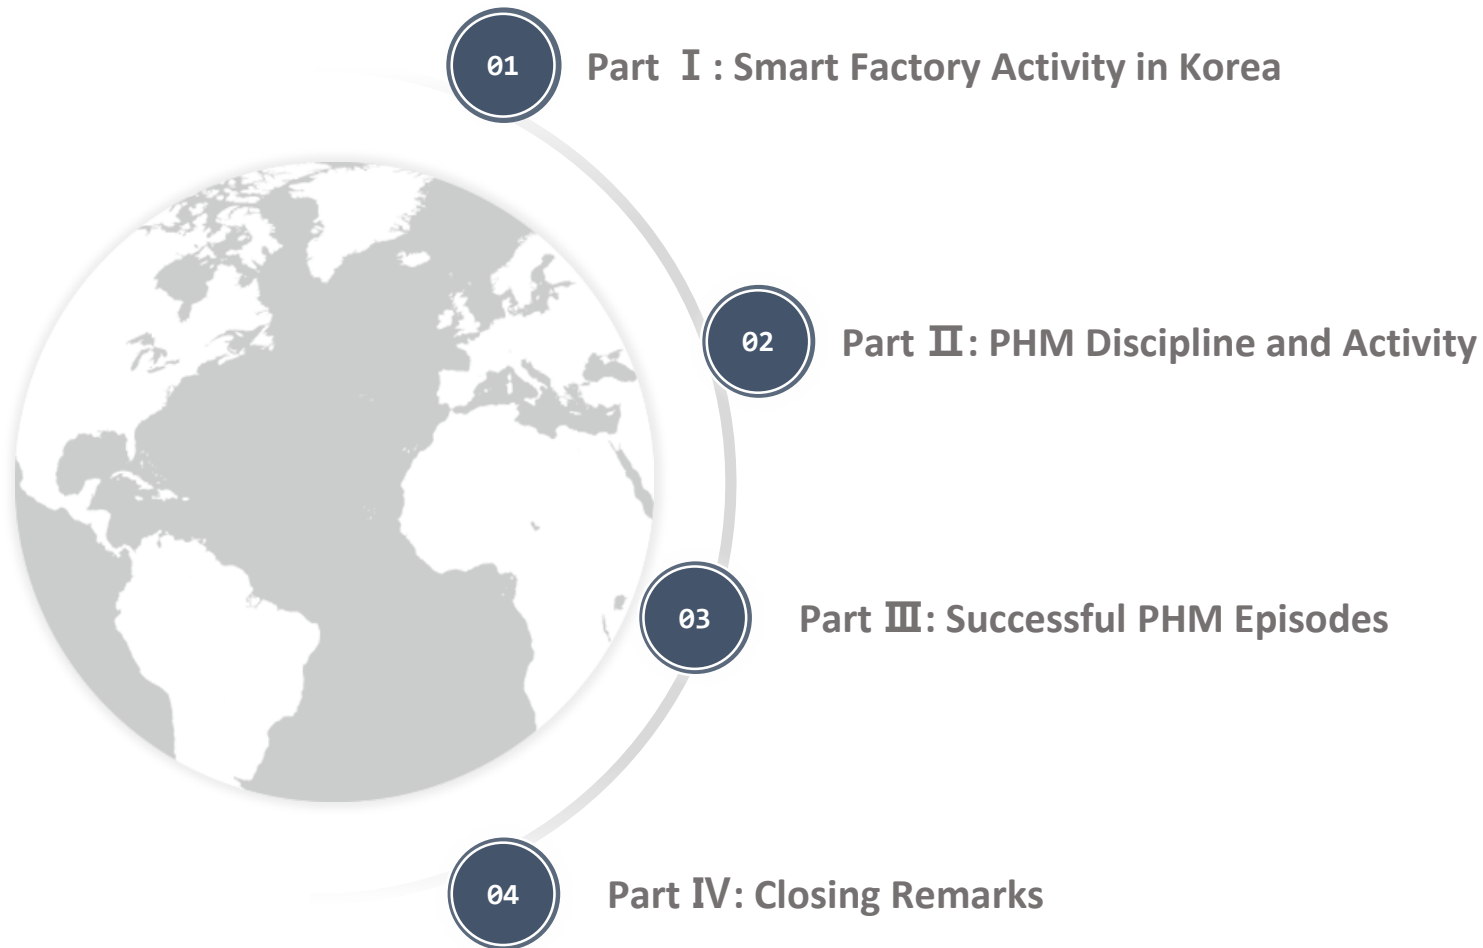 01 Part Ⅰ : Smart Factory Activity in Korea
02 Part Ⅱ: PHM Discipline and Activity
03 Part Ⅲ: Successful PHM Episodes
04 Part Ⅳ: Closing Remarks